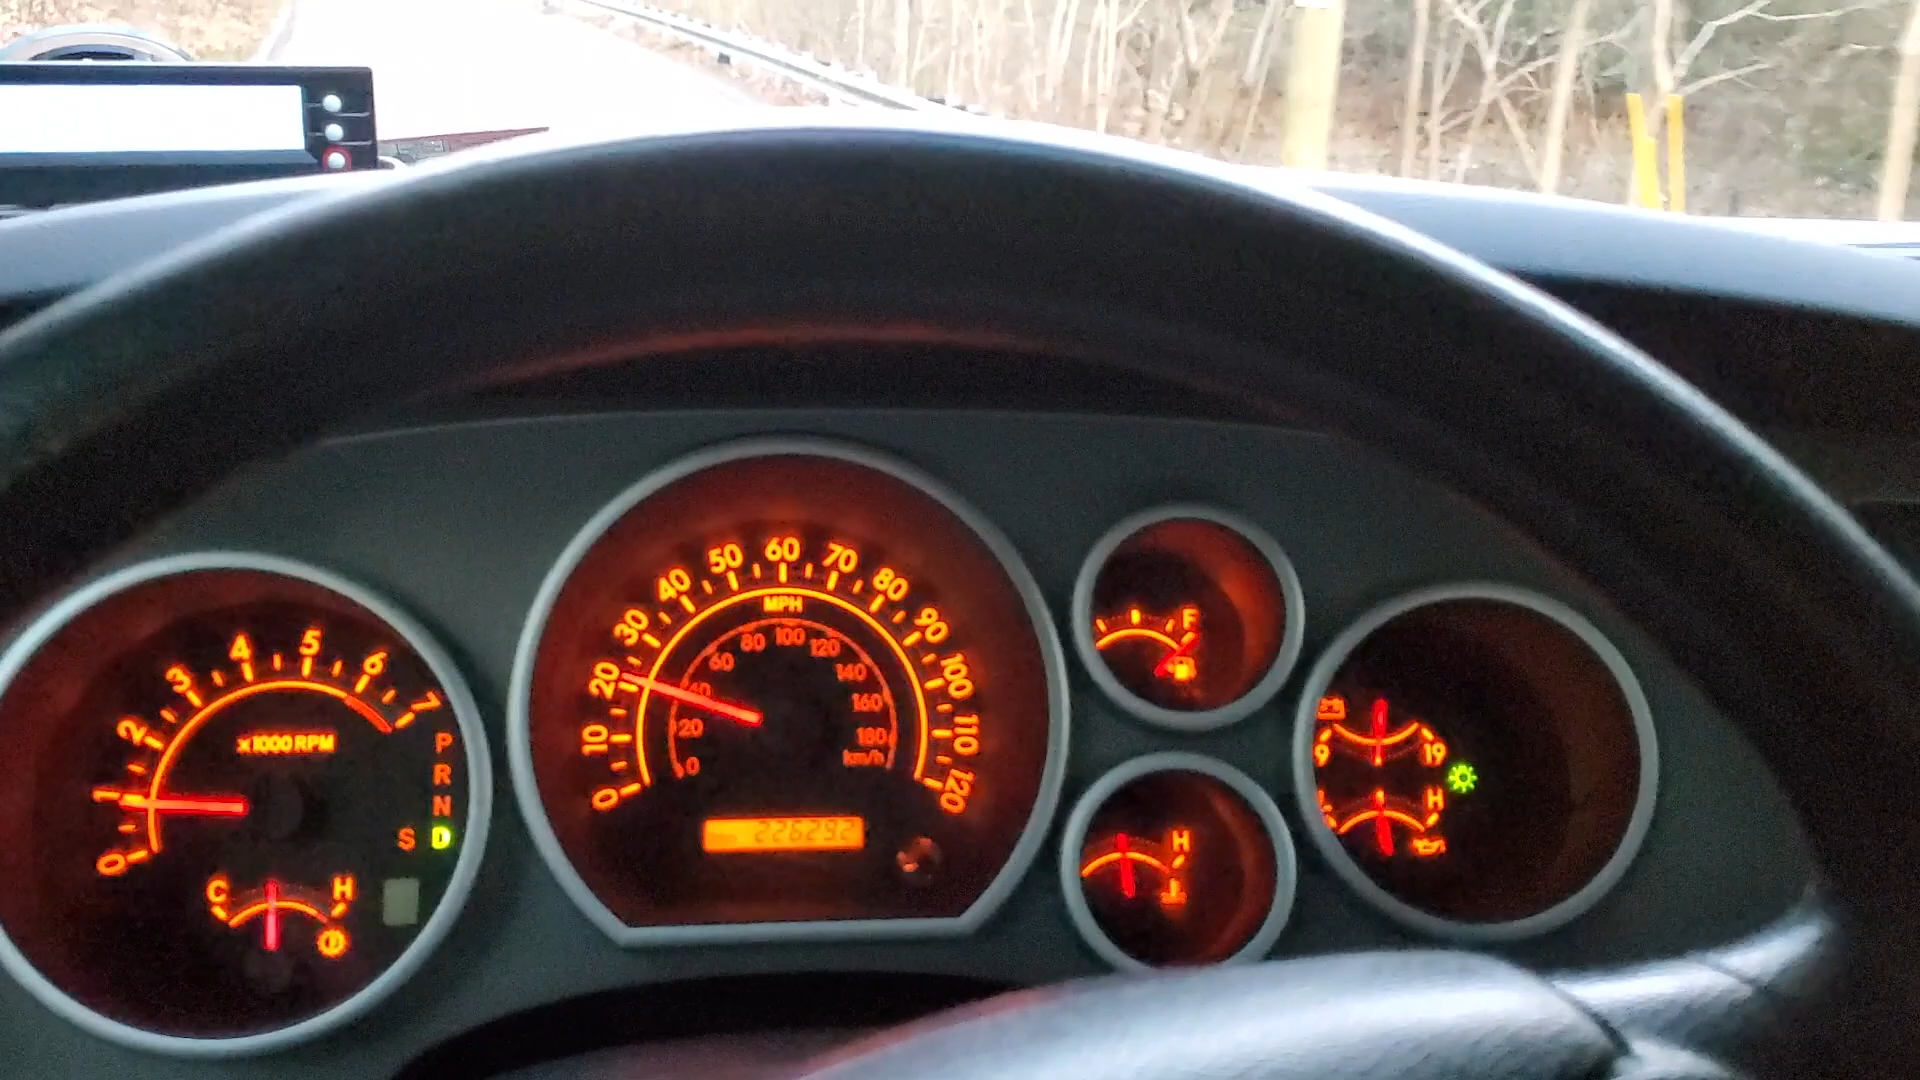 0 1 2 3 4 5 6 7
×1000 RPM
P
R
N
S D
C H
0 10 20 30 40 50 60 70 80 90 100 110 120
MPH
0 20 40 60 80 100 120 140 160 180
km/h
226292
F
H
9 19
L H